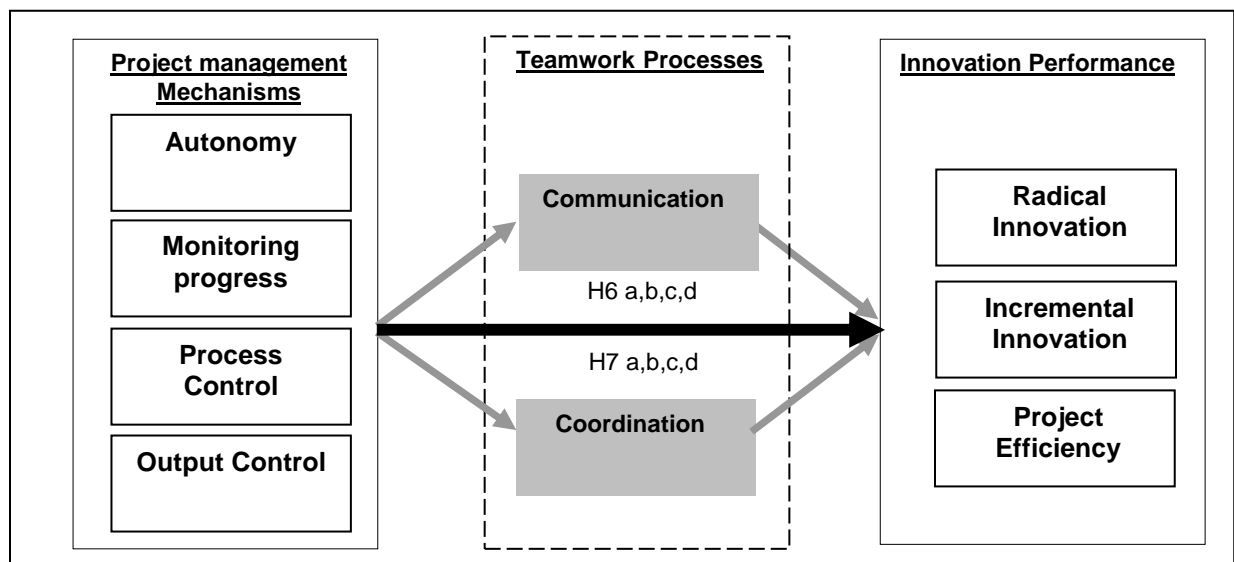 Project management
Mechanisms
Autonomy
Monitoring
progress
Process
Control
Output Control
Teamwork Processes
Communication
H6 a,b,c,d
H7 a,b,c,d
Coordination
Innovation Performance
Radical
Innovation
Incremental
Innovation
Project
Efficiency